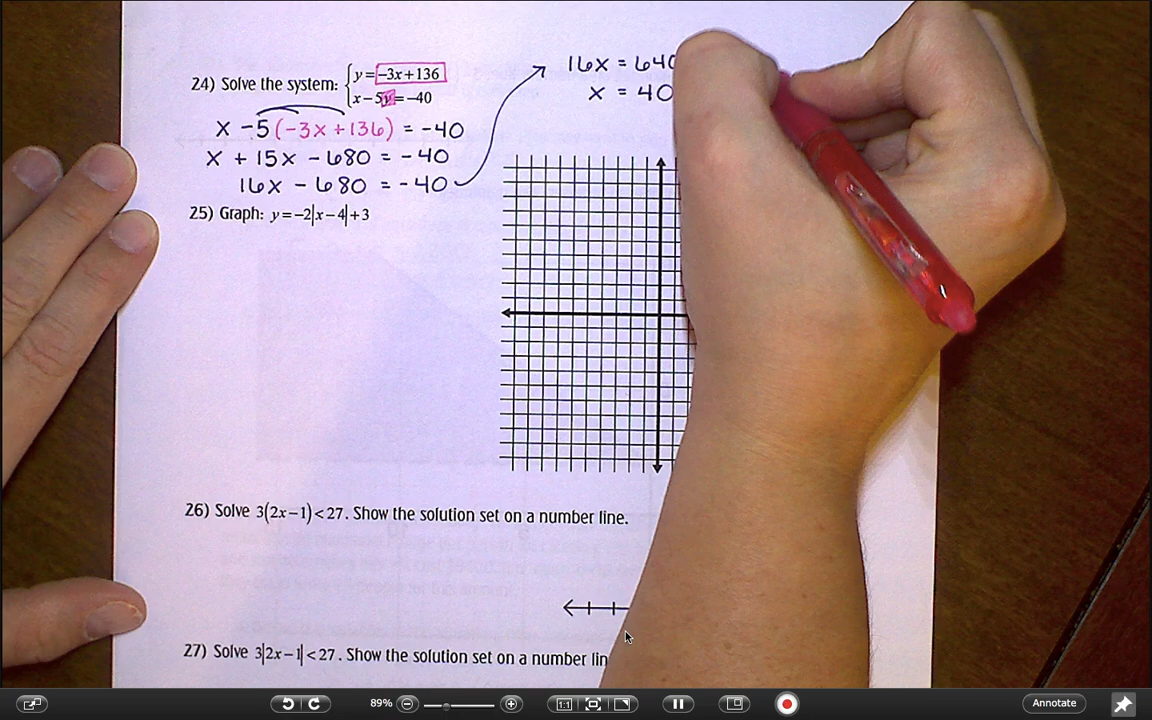 24) Solve the system: { y = -3x+136
x-5y = -40
16x = 640
x = 40
x -5(-3x+136) = -40
x + 15x - 680 = -40
16x - 680 = -40
25) Graph: y = -2|x-4|+3
26) Solve 3(2x-1)<27. Show the solution set on a number line.
27) Solve 3|2x-1|<27. Show the solution set on a number lin
89%
1:1
Annotate